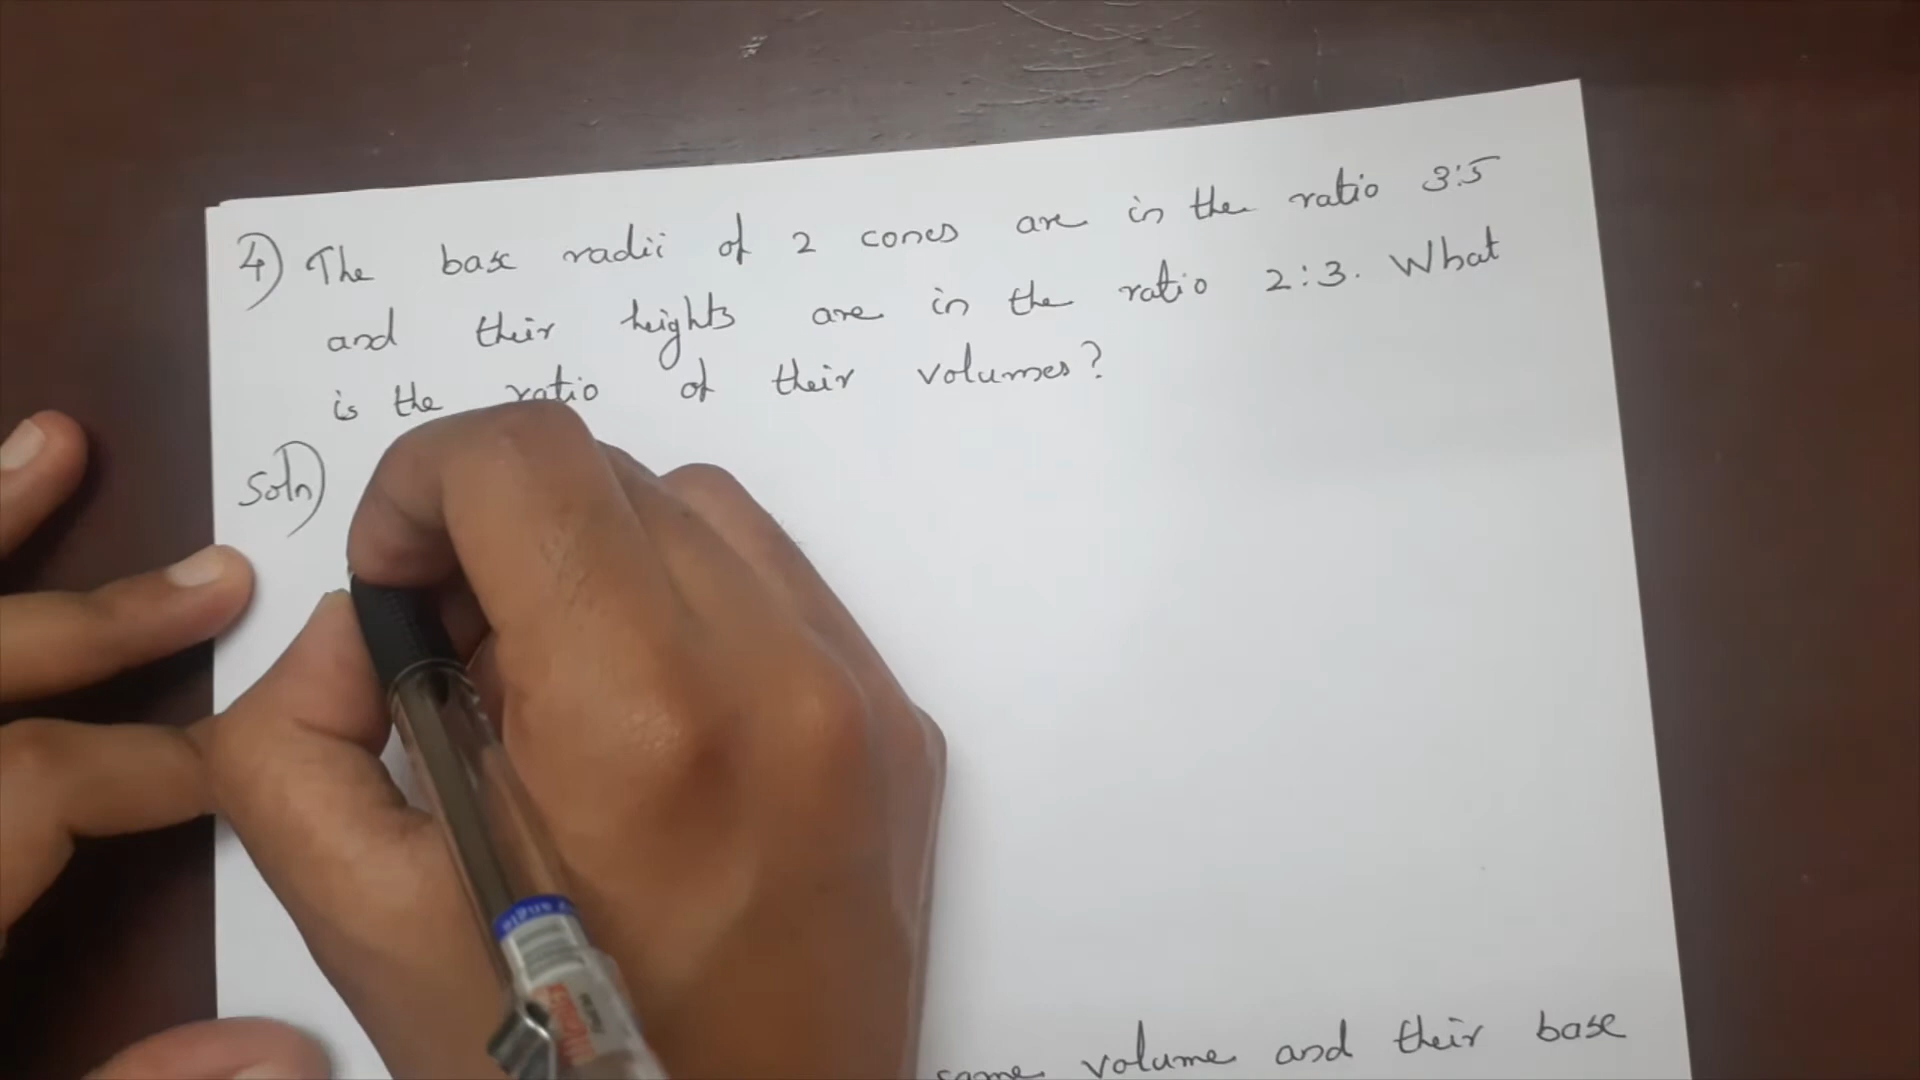 4) The base radii of 2 cones are in the ratio 3:5
and their heights are in the ratio 2:3. What
is the ratio of their volumes?
Soln)
same volume and their base